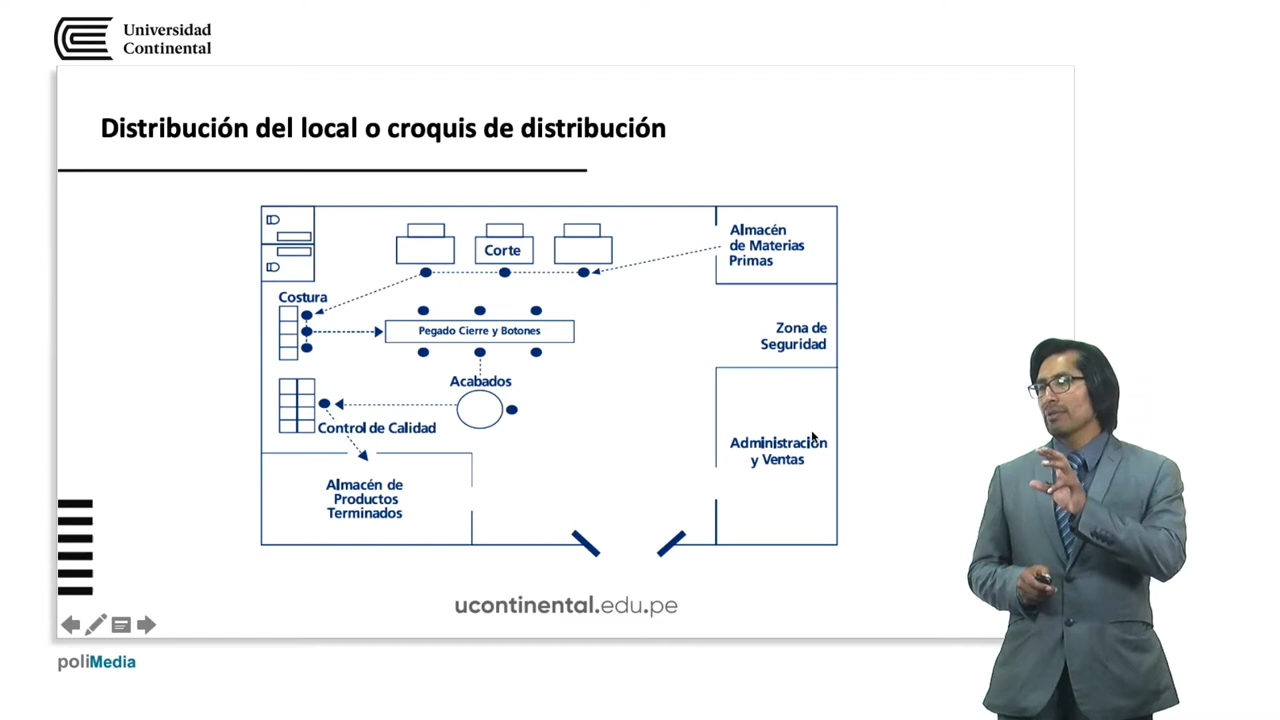 Universidad
Continental
Distribución del local o croquis de distribución
Almacén
de Materias
Primas
Corte
Costura
Pegado Cierre y Botones
Zona de
Seguridad
Acabados
Control de Calidad
Administración
y Ventas
Almacén de
Productos
Terminados
ucontinental.edu.pe
poliMedia